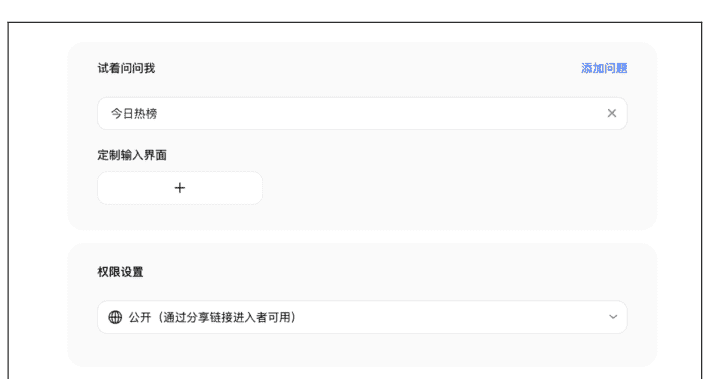 试着问问我
添加问题
今日热榜
定制输入界面
权限设置
公开（通过分享链接进入者可用）